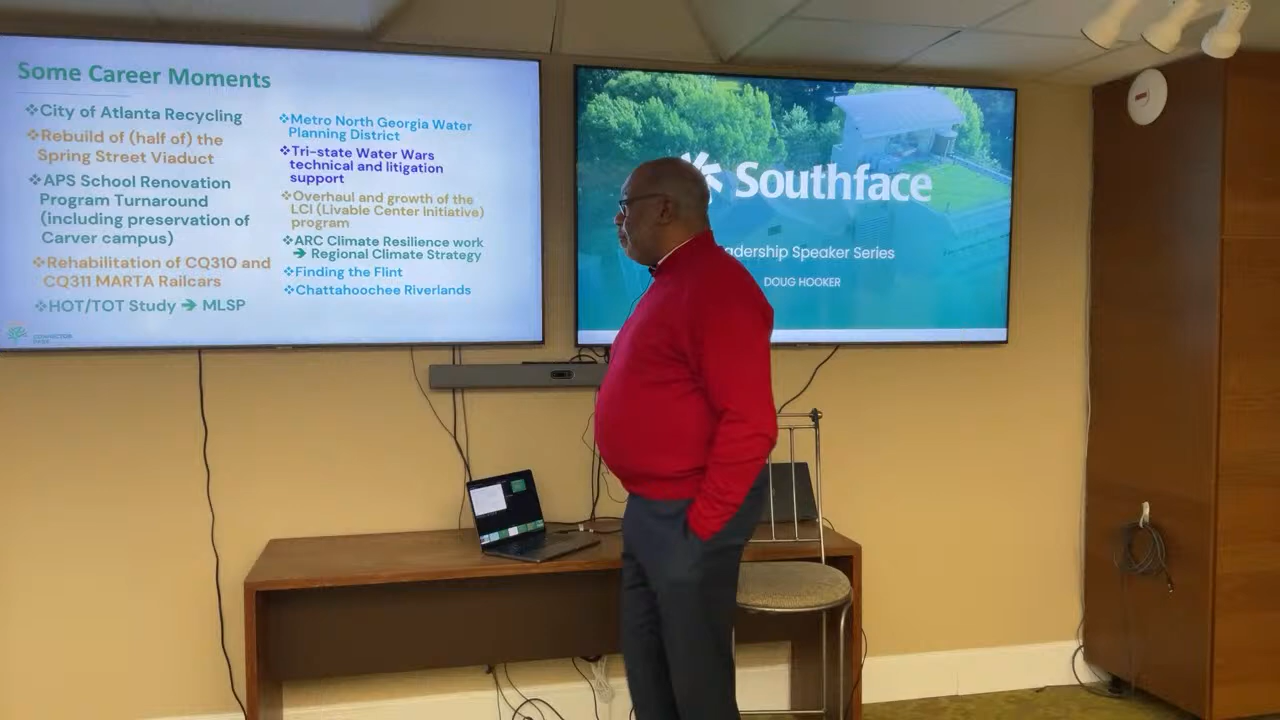 Some Career Moments
❖City of Atlanta Recycling
❖Rebuild of (half of) the
Spring Street Viaduct
❖APS School Renovation
Program Turnaround
(including preservation of
Carver campus)
❖Rehabilitation of CQ310 and
CQ311 MARTA Railcars
❖HOT/TOT Study ➔ MLSP
❖Metro North Georgia Water
Planning District
❖Tri-state Water Wars
technical and litigation
support
❖Overhaul and growth of the
LCI (Livable Center Initiative)
program
❖ARC Climate Resilience work
➔ Regional Climate Strategy
❖Finding the Flint
❖Chattahoochee Riverlands
Southface
adership Speaker Series
DOUG HOOKER